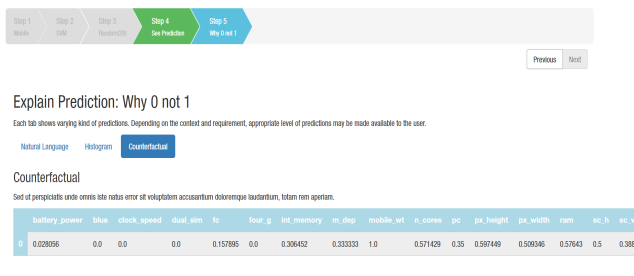 Step 1 Step 2 Step 3 Step 4 Step 5
Mobile SVM Random219 See Prediction Why 0 not 1
Previous Next
Explain Prediction: Why 0 not 1
Each tab shows varying kind of predictions. Depending on the context and requirement, appropriate level of predictions may be made available to the user.
Natural Language Histogram Counterfactual
Counterfactual
Sed ut perspiciatis unde omnis iste natus error sit voluptatem accusantium doloremque laudantium, totam rem aperiam.
battery_power blue clock_speed dual_sim fc four_g int_memory m_dep mobile_wt n_cores pc px_height px_width ram sc_h sc_w
0 0.028056 0.0 0.0 0.0 0.157895 0.0 0.306452 0.333333 1.0 0.571429 0.35 0.597449 0.509346 0.57643 0.5 0.388